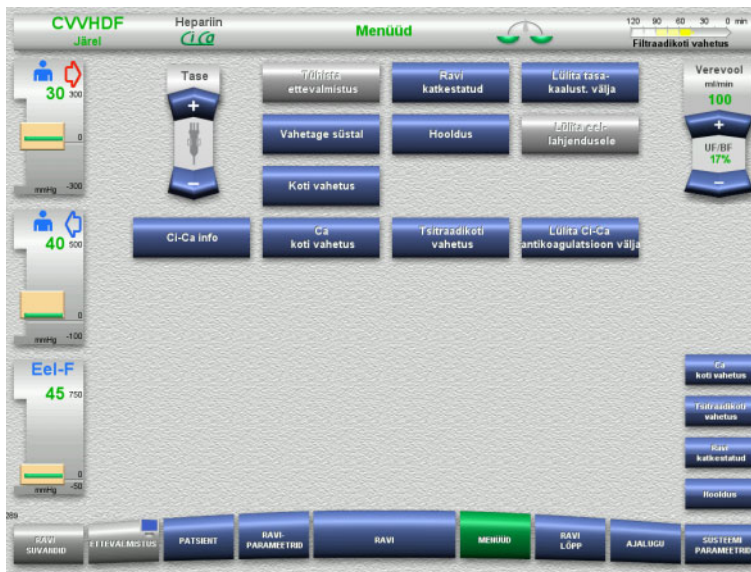 CVVHDF
Järel
Hepariin
CiCa
Menüüd
120 90 60 30 0 min
Filtraadikoti vahetus
30 300
0
mmHg -300
40 500
0
mmHg -100
Eel-F
45 750
0
mmHg -50
Tase
+
−
Tühista
ettevalmistus
Ravi
katkestatud
Lülita tasa-
kaalust. välja
Vahetage süstal
Hooldus
Lülita eel-
lahjendusele
Koti vahetus
Ci-Ca info
Ca
koti vahetus
Tsitraadikoti
vahetus
Lülita Ci-Ca
antikoagulatsioon välja
Verevool
ml/min
100
+
UF/BF
17%
−
Ca
koti vahetus
Tsitraadikoti
vahetus
Ravi
katkestatud
Hooldus
RAVI
SUVANDID
ETTEVALMISTUS
PATSIENT
RAVI-
PARAMEETRID
RAVI
MENÜÜD
RAVI
LÕPP
AJALUGU
SÜSTEEMI
PARAMEETRID